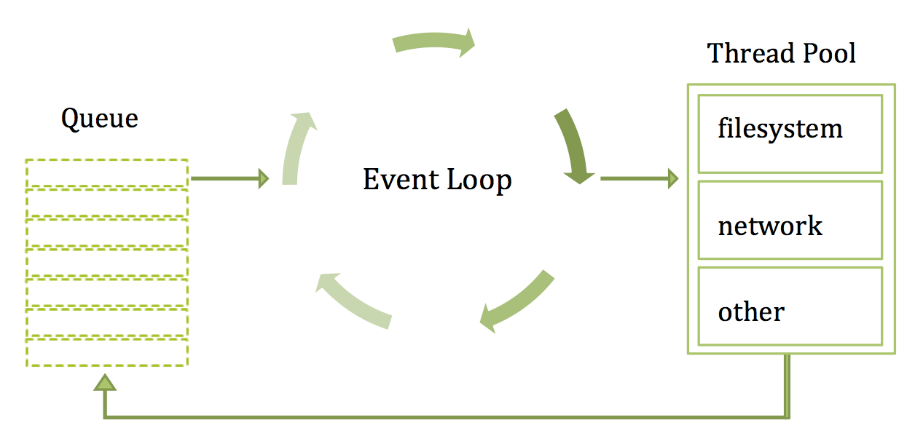 Queue
Event Loop
Thread Pool
filesystem
network
other